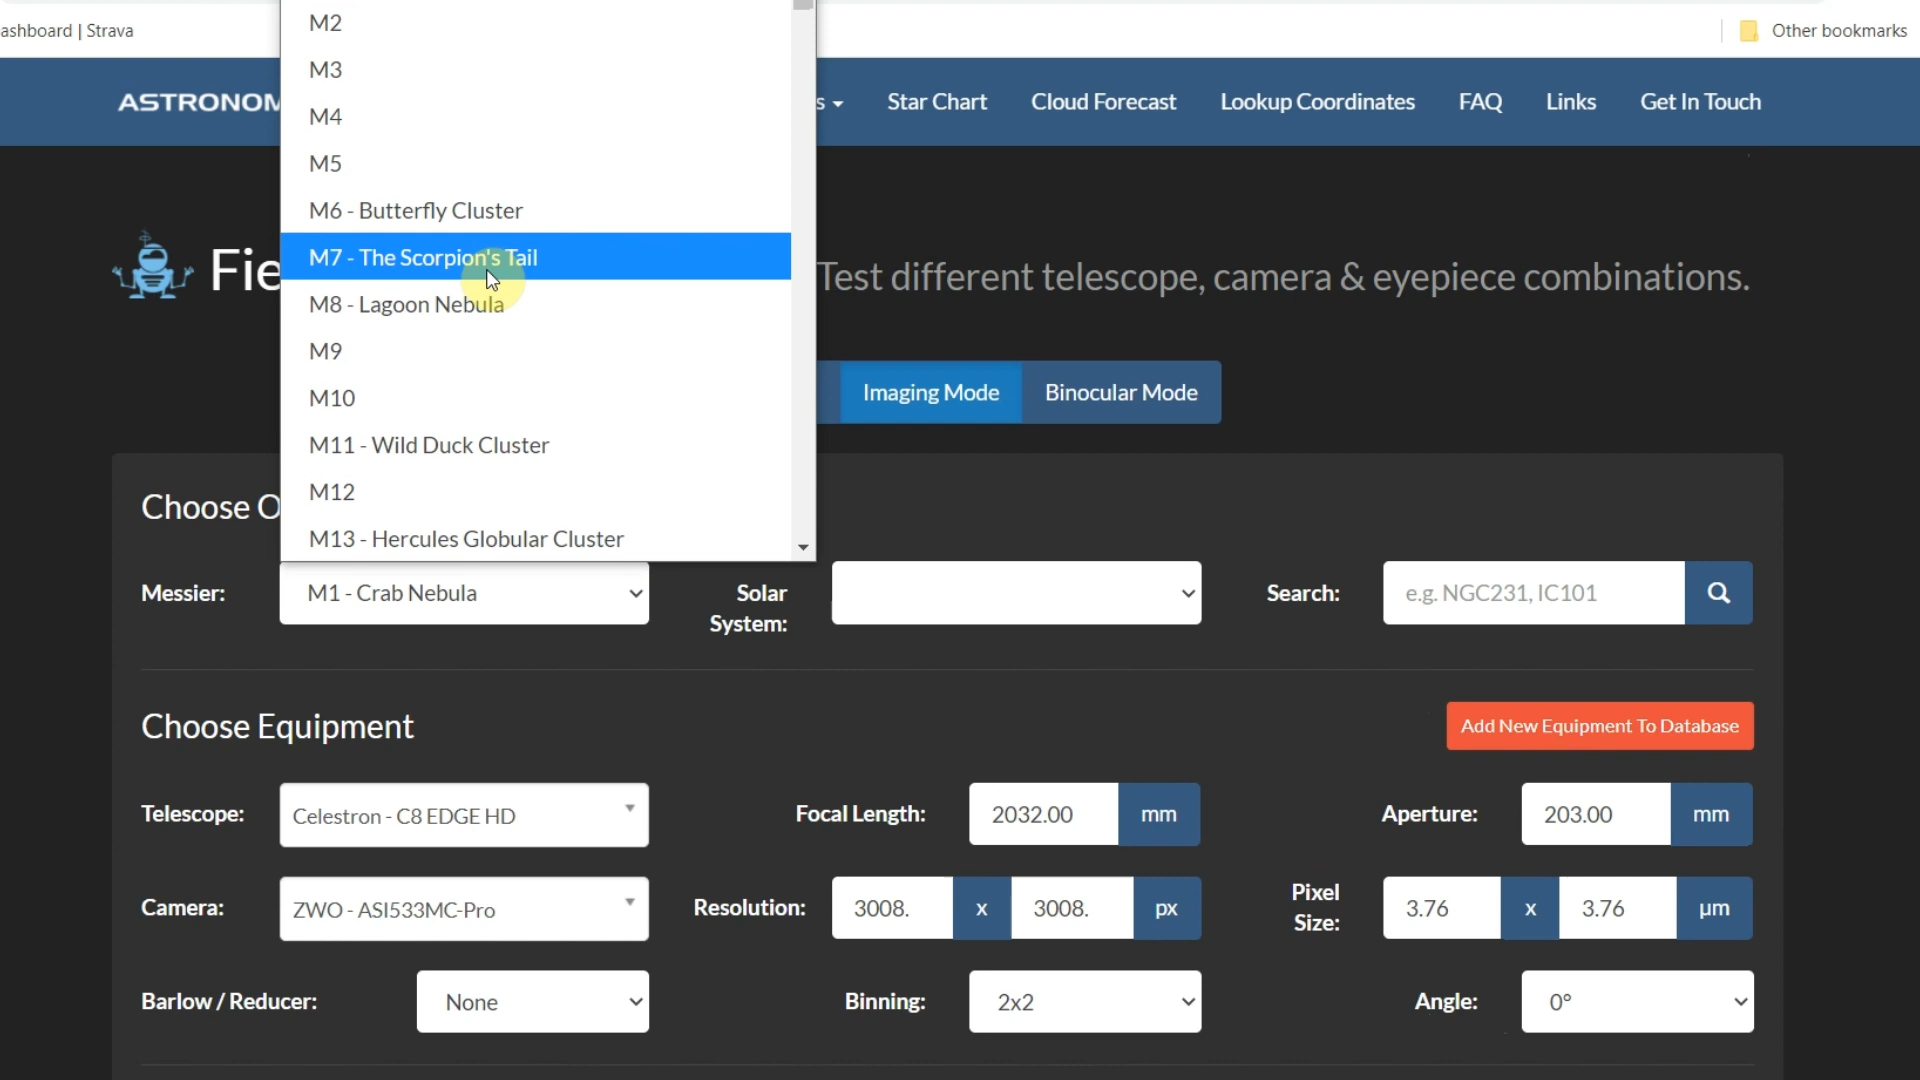 ashboard | Strava
Other bookmarks
M2
M3
M4
M5
M6 - Butterfly Cluster
M7 - The Scorpion's Tail
M8 - Lagoon Nebula
M9
M10
M11 - Wild Duck Cluster
M12
M13 - Hercules Globular Cluster
ASTRONOM
s
Star Chart
Cloud Forecast
Lookup Coordinates
FAQ
Links
Get In Touch
Fie
Test different telescope, camera & eyepiece combinations.
Imaging Mode
Binocular Mode
Choose O
Messier:
M1 - Crab Nebula
Solar
System:
Search:
e.g. NGC231, IC101
Choose Equipment
Add New Equipment To Database
Telescope:
Celestron - C8 EDGE HD
Focal Length:
2032.00
mm
Aperture:
203.00
mm
Camera:
ZWO - ASI533MC-Pro
Resolution:
3008.
x
3008.
px
Pixel
Size:
3.76
x
3.76
µm
Barlow / Reducer:
None
Binning:
2x2
Angle:
0°